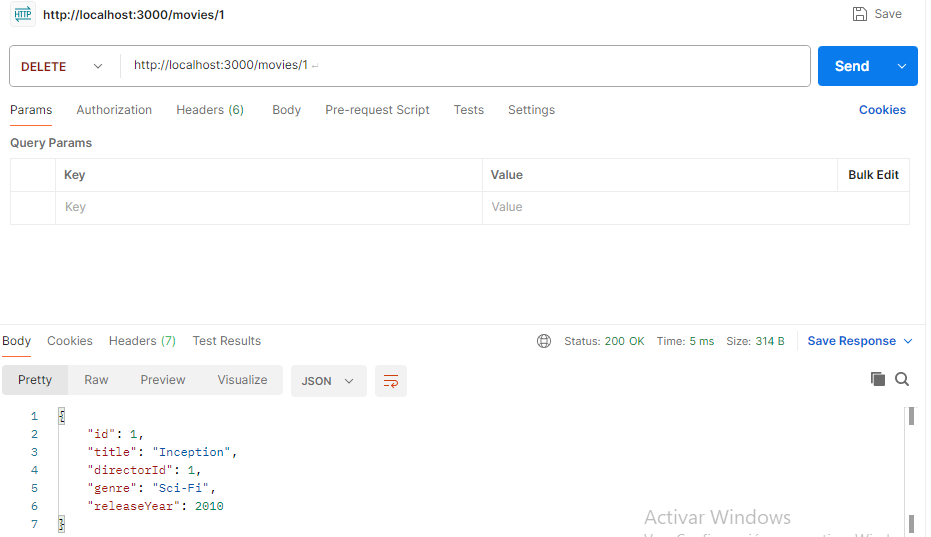 HTTP http://localhost:3000/movies/1 Save
DELETE http://localhost:3000/movies/1 Send
Params Authorization Headers (6) Body Pre-request Script Tests Settings Cookies
Query Params
Key Value Bulk Edit
Key Value
Body Cookies Headers (7) Test Results Status: 200 OK Time: 5 ms Size: 314 B Save Response
Pretty Raw Preview Visualize JSON
1 {
2 "id": 1,
3 "title": "Inception",
4 "directorId": 1,
5 "genre": "Sci-Fi",
6 "releaseYear": 2010
7 }
Activar Windows